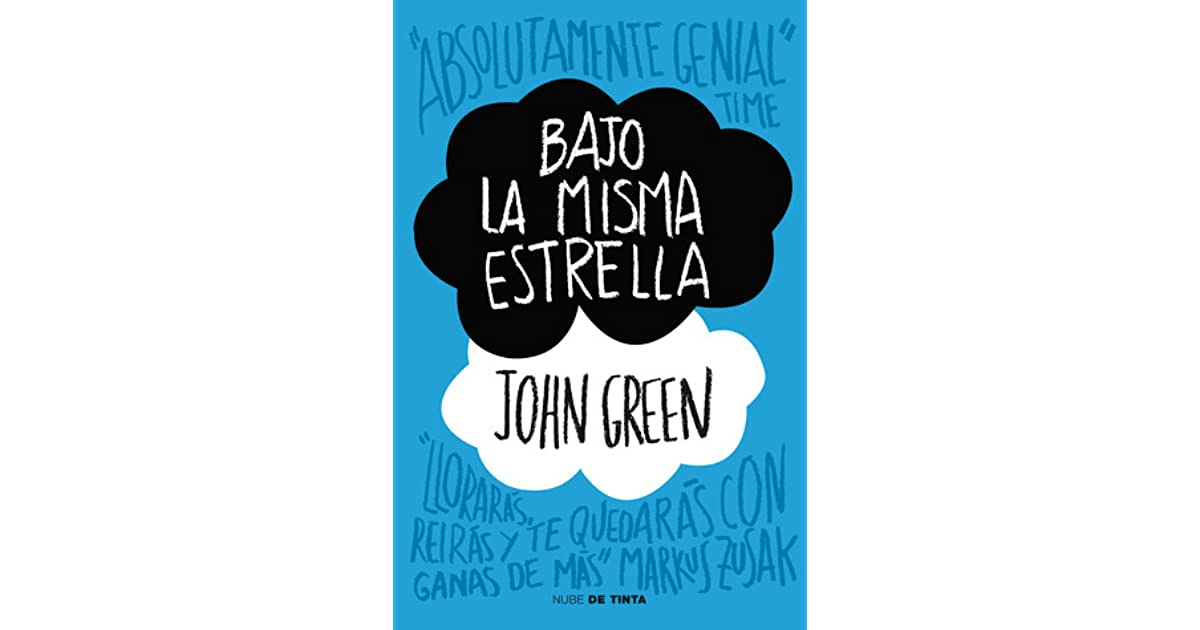 "ABSOLUTAMENTE GENIAL"
TIME
BAJO
LA MISMA
ESTRELLA
JOHN GREEN
"LLORARÁS,
REIRÁS Y TE QUEDARÁS CON
GANAS DE MÁS" MARKUS ZUSAK
NUBE DE TINTA